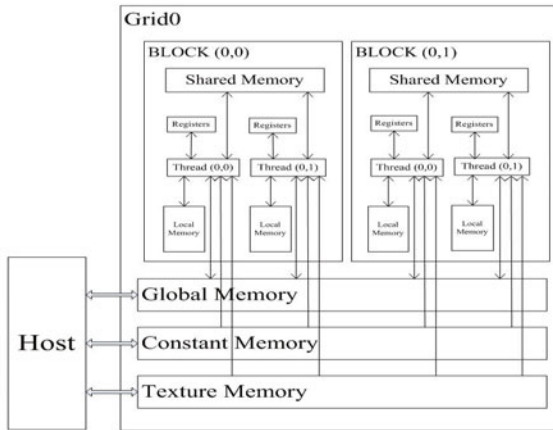 Grid0
BLOCK (0,0)
BLOCK (0,1)
Shared Memory
Shared Memory
Registers
Registers
Registers
Registers
Thread (0,0)
Thread (0,1)
Thread (0,0)
Thread (0,1)
Local
Memory
Local
Memory
Local
Memory
Local
Memory
Host
Global Memory
Constant Memory
Texture Memory